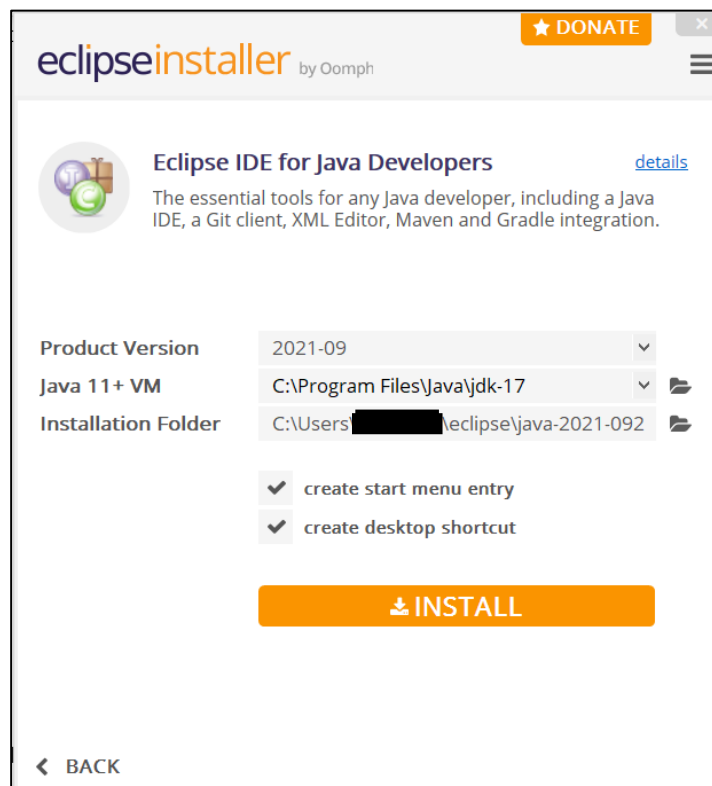 ★ DONATE
eclipseinstaller by Oomph
Eclipse IDE for Java Developers
details
The essential tools for any Java developer, including a Java
IDE, a Git client, XML Editor, Maven and Gradle integration.
Product Version 2021-09
Java 11+ VM C:\Program Files\Java\jdk-17
Installation Folder C:\Users\ \eclipse\java-2021-092
create start menu entry
create desktop shortcut
INSTALL
BACK